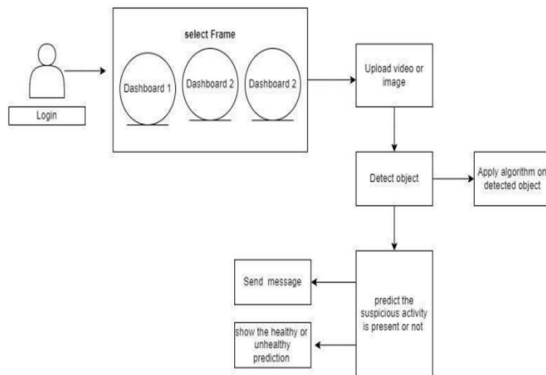 select Frame
Dashboard 1
Dashboard 2
Dashboard 2
Login
Upload video or
image
Detect object
Apply algorithm on
detected object
Send message
predict the
suspicious activity
is present or not
show the healthy or
unhealthy
prediction